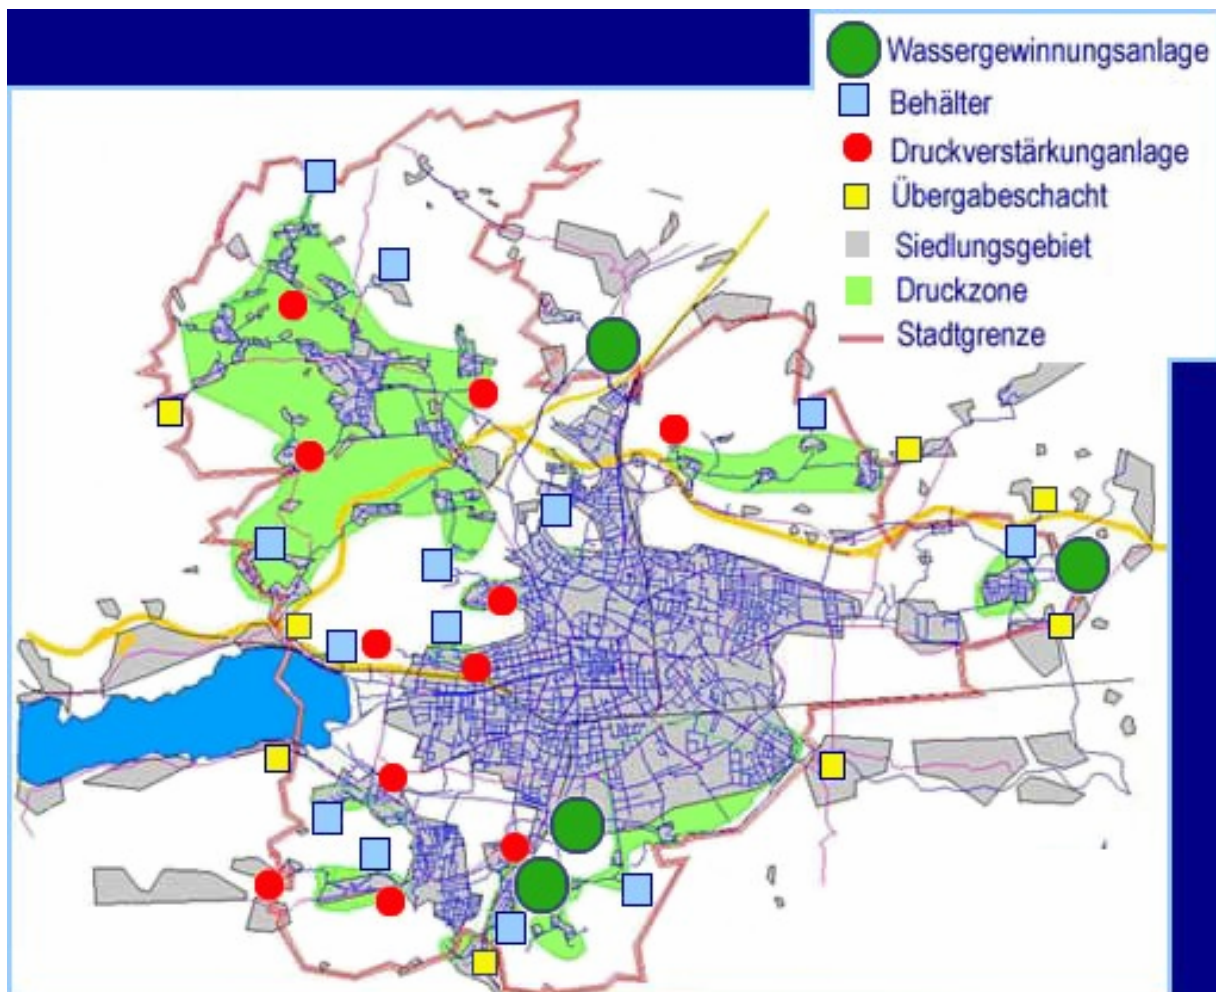 Wassergewinnungsanlage
Behälter
Druckverstärkunganlage
Übergabeschacht
Siedlungsgebiet
Druckzone
Stadtgrenze